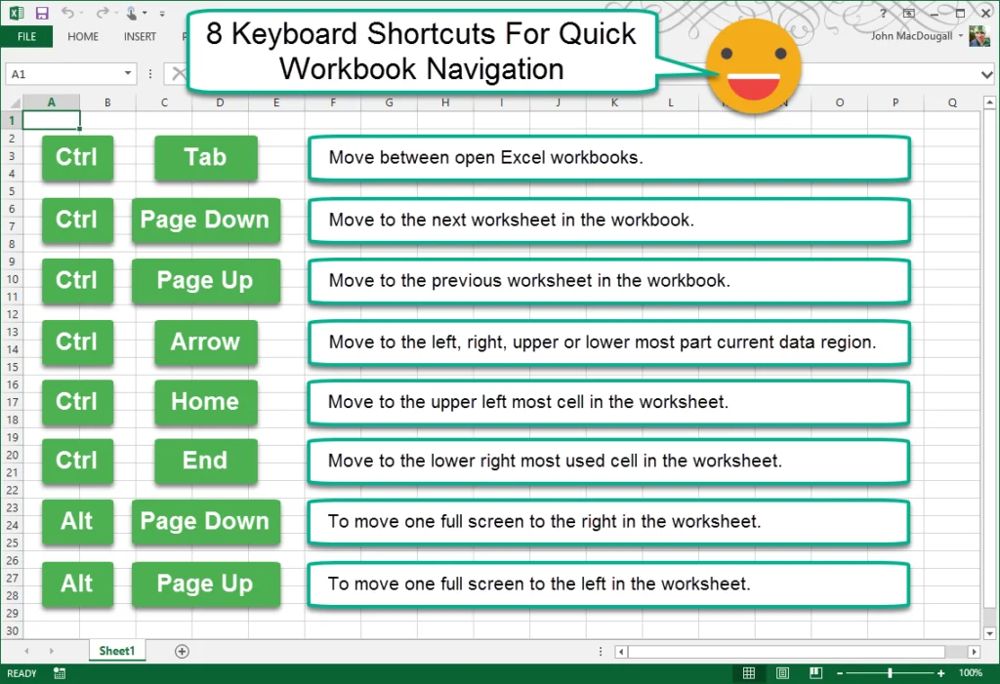 ?
FILE HOME INSERT John MacDougall
8 Keyboard Shortcuts For Quick
Workbook Navigation
A1
A B C D E F G H I J K L N O P Q
1
2
3
Ctrl Tab Move between open Excel workbooks.
4
5
6
Ctrl Page Down Move to the next worksheet in the workbook.
7
8
9
Ctrl Page Up Move to the previous worksheet in the workbook.
10
11
12
13
Ctrl Arrow Move to the left, right, upper or lower most part current data region.
14
15
16
Ctrl Home Move to the upper left most cell in the worksheet.
17
18
19
20
Ctrl End Move to the lower right most used cell in the worksheet.
21
22
23
Alt Page Down To move one full screen to the right in the worksheet.
24
25
26
27
Alt Page Up To move one full screen to the left in the worksheet.
28
29
30
Sheet1
READY 100%